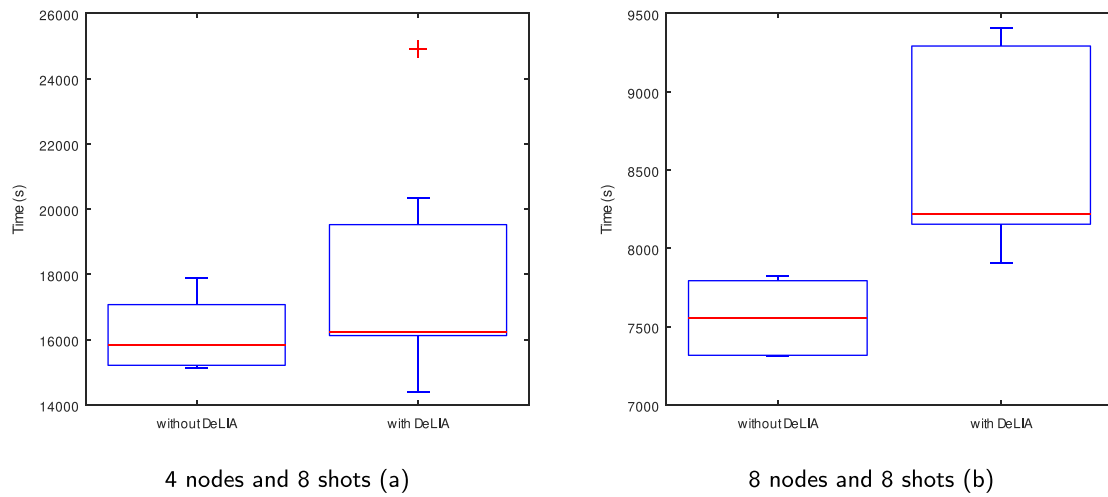 26000
24000
22000
20000
18000
16000
14000
Time (s)
without DeLIA
with DeLIA
4 nodes and 8 shots (a)
9500
9000
8500
8000
7500
7000
Time (s)
without DeLIA
with DeLIA
8 nodes and 8 shots (b)